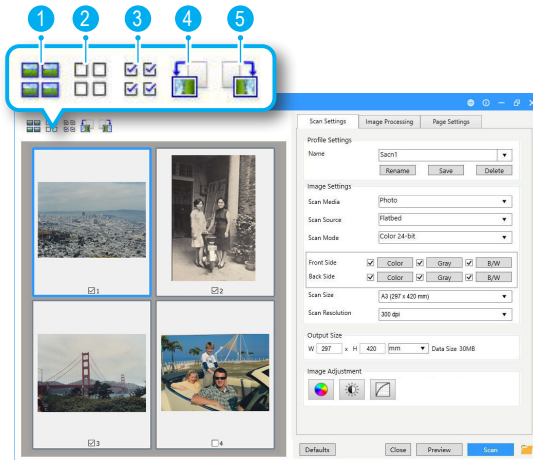 1 2 3 4 5
Scan Settings Image Processing Page Settings
Profile Settings
Name Sacn1
Rename Save Delete
Image Settings
Scan Media Photo
Scan Source Flatbed
Scan Mode Color 24-bit
Front Side Color Gray B/W
Back Side Color Gray B/W
Scan Size A3 (297 x 420 mm)
Scan Resolution 300 dpi
Output Size
W 297 x H 420 mm Data Size 30MB
Image Adjustment
1 2
3 4
Defaults Close Preview Scan